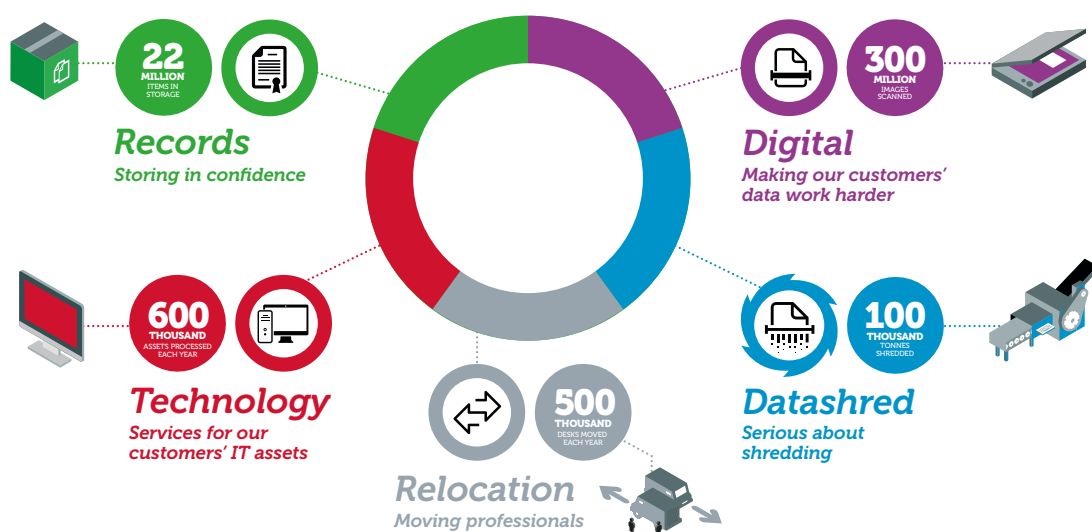 22
MILLION
ITEMS IN
STORAGE
Records
Storing in confidence
300
MILLION
IMAGES
SCANNED
Digital
Making our customers’
data work harder
600
THOUSAND
ASSETS PROCESSED
EACH YEAR
Technology
Services for our
customers’ IT assets
500
THOUSAND
DESKS MOVED
EACH YEAR
Relocation
Moving professionals
100
THOUSAND
TONNES
SHREDDED
Datashred
Serious about
shredding